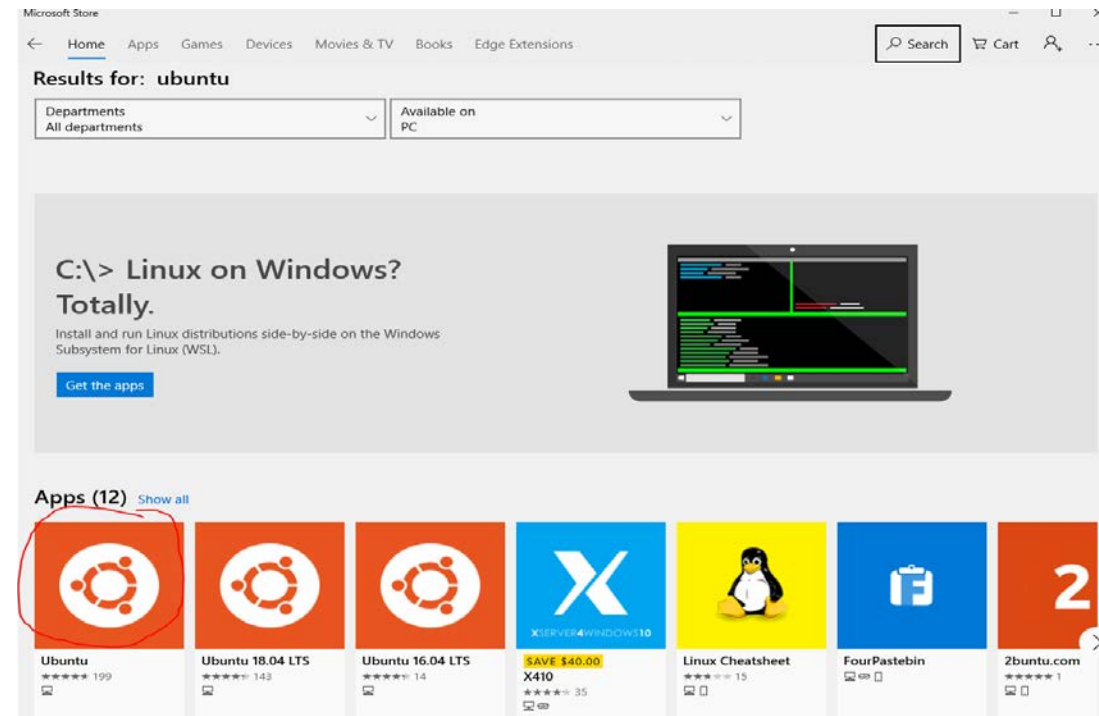 Microsoft Store
Home Apps Games Devices Movies & TV Books Edge Extensions Search Cart
Results for: ubuntu
Departments
All departments
Available on
PC
C:\> Linux on Windows?
Totally.
Install and run Linux distributions side-by-side on the Windows
Subsystem for Linux (WSL).
Get the apps
Apps (12) Show all
XSERVER4WINDOWS10
2
Ubuntu
199
Ubuntu 18.04 LTS
143
Ubuntu 16.04 LTS
14
SAVE $40.00
X410
35
Linux Cheatsheet
15
FourPastebin
2buntu.com
1